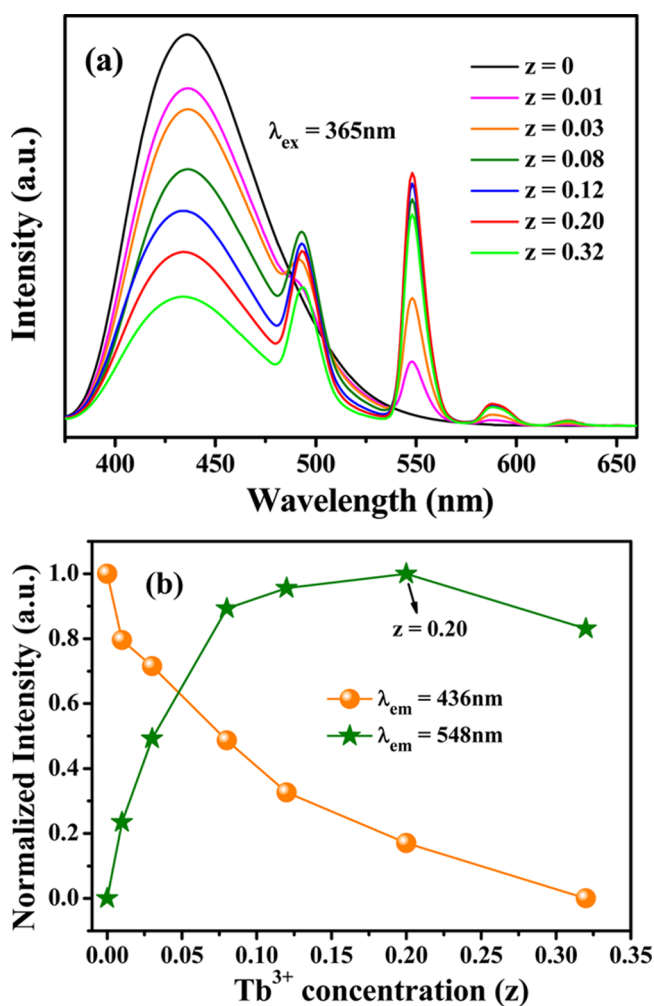 (a)
λex = 365nm
z = 0
z = 0.01
z = 0.03
z = 0.08
z = 0.12
z = 0.20
z = 0.32
Intensity (a.u.)
400 450 500 550 600 650
Wavelength (nm)
(b)
1.0
0.8
0.6
0.4
0.2
0.0
z = 0.20
λem = 436nm
λem = 548nm
Normalized Intensity (a.u.)
0.00 0.05 0.10 0.15 0.20 0.25 0.30 0.35
Tb3+ concentration (z)